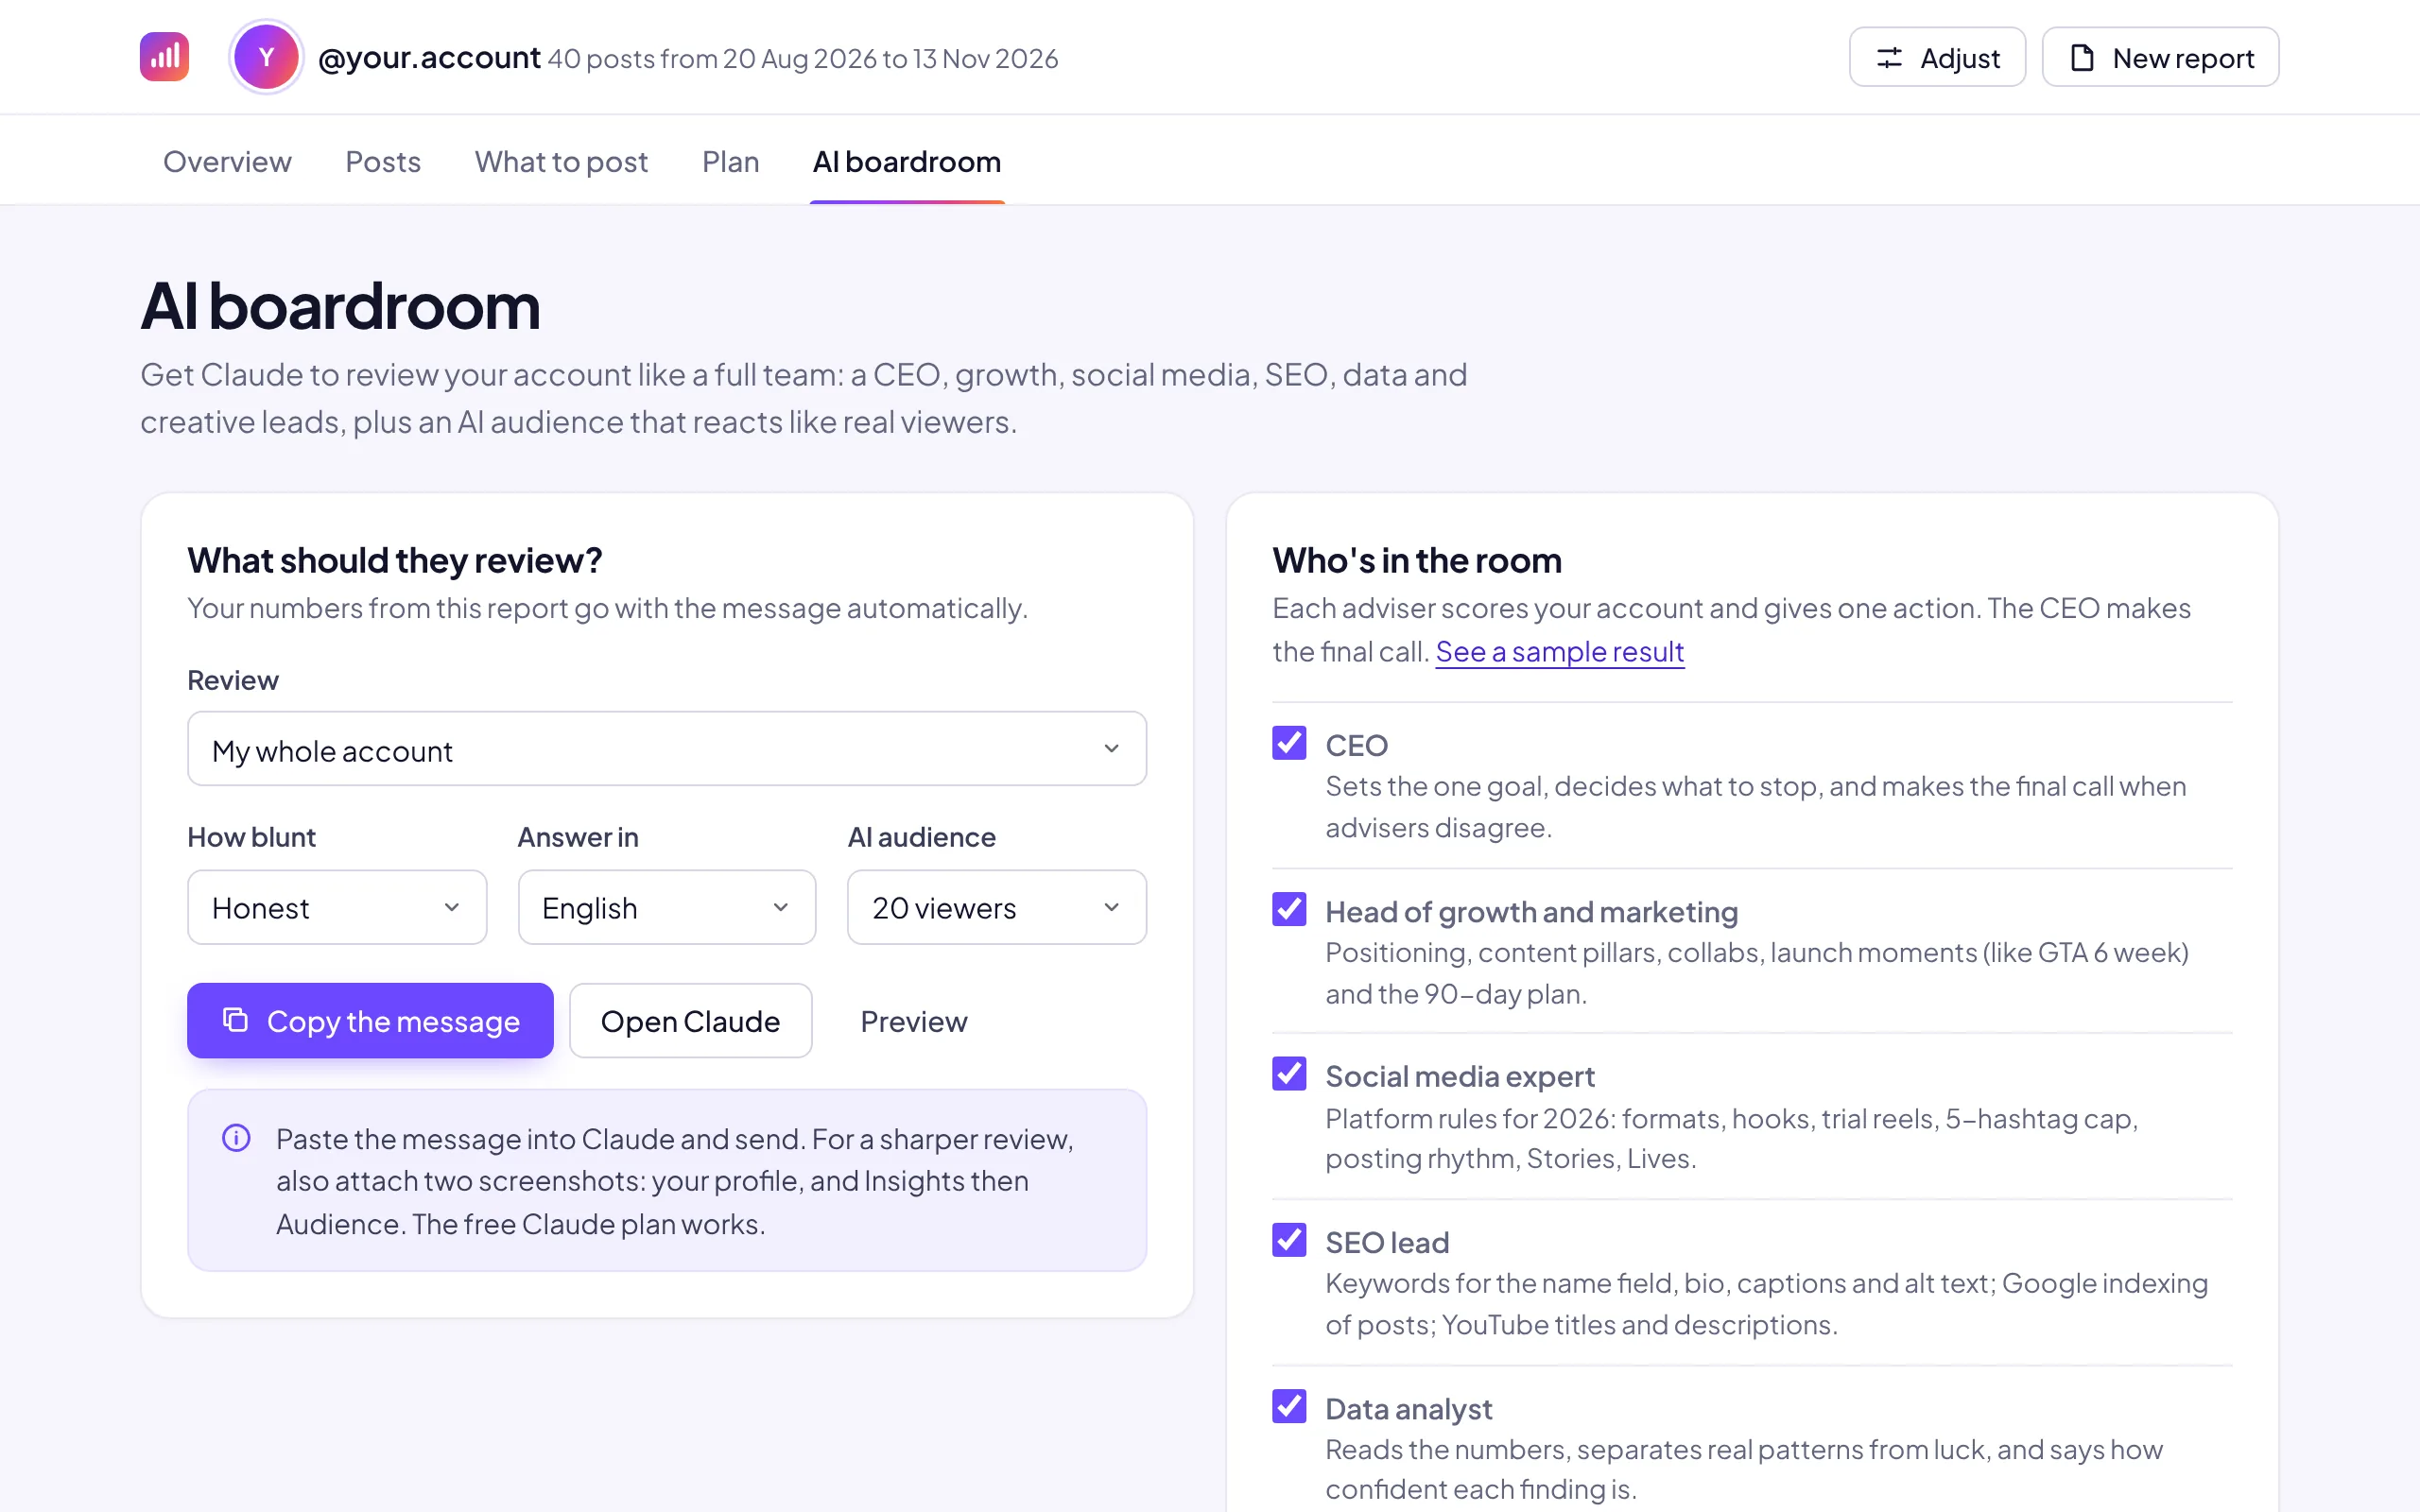 Y
@your.account 40 posts from 20 Aug 2026 to 13 Nov 2026
Adjust
New report
Overview
Posts
What to post
Plan
AI boardroom
AI boardroom
Get Claude to review your account like a full team: a CEO, growth, social media, SEO, data and
creative leads, plus an AI audience that reacts like real viewers.
What should they review?
Your numbers from this report go with the message automatically.
Review
My whole account
How blunt
Answer in
AI audience
Honest
English
20 viewers
Copy the message
Open Claude
Preview
Paste the message into Claude and send. For a sharper review,
also attach two screenshots: your profile, and Insights then
Audience. The free Claude plan works.
Who's in the room
Each adviser scores your account and gives one action. The CEO makes
the final call. See a sample result
CEO
Sets the one goal, decides what to stop, and makes the final call when
advisers disagree.
Head of growth and marketing
Positioning, content pillars, collabs, launch moments (like GTA 6 week)
and the 90-day plan.
Social media expert
Platform rules for 2026: formats, hooks, trial reels, 5-hashtag cap,
posting rhythm, Stories, Lives.
SEO lead
Keywords for the name field, bio, captions and alt text; Google indexing
of posts; YouTube titles and descriptions.
Data analyst
Reads the numbers, separates real patterns from luck, and says how
confident each finding is.